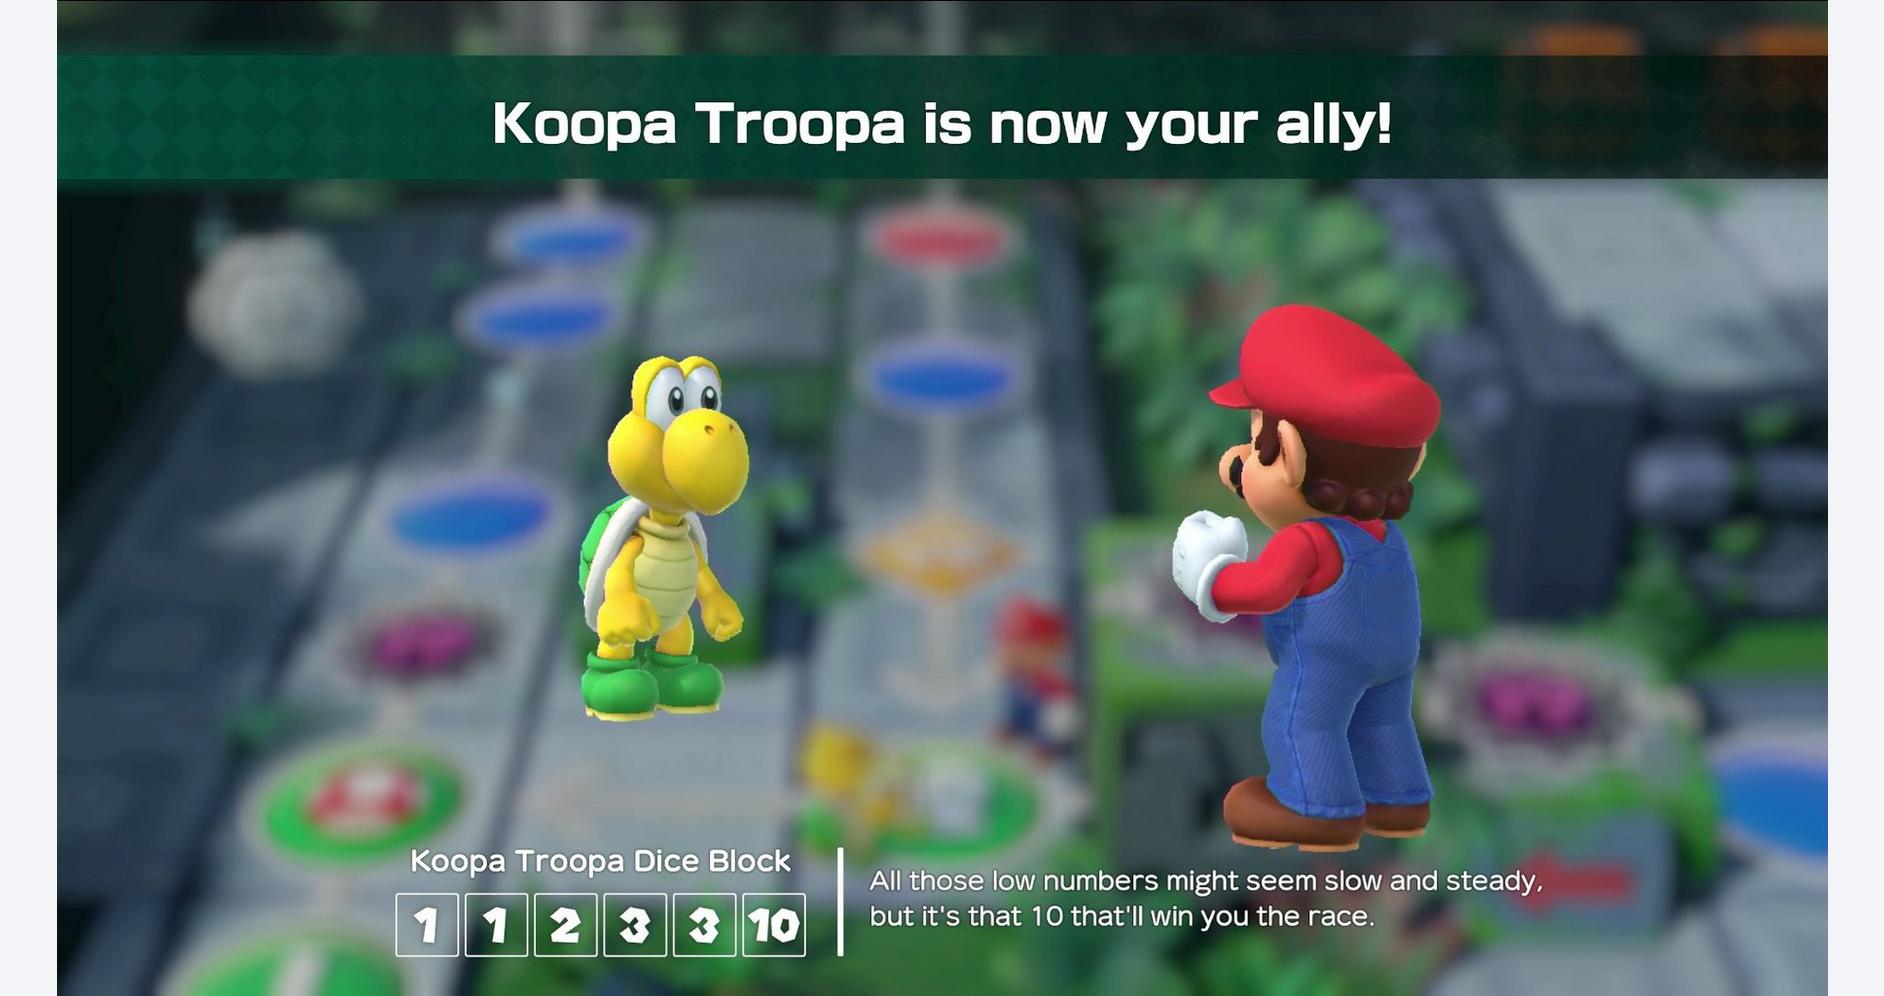 Koopa Troopa is now your ally!
Koopa Troopa Dice Block
1 1 2 3 3 10
All those low numbers might seem slow and steady,
but it's that 10 that'll win you the race.